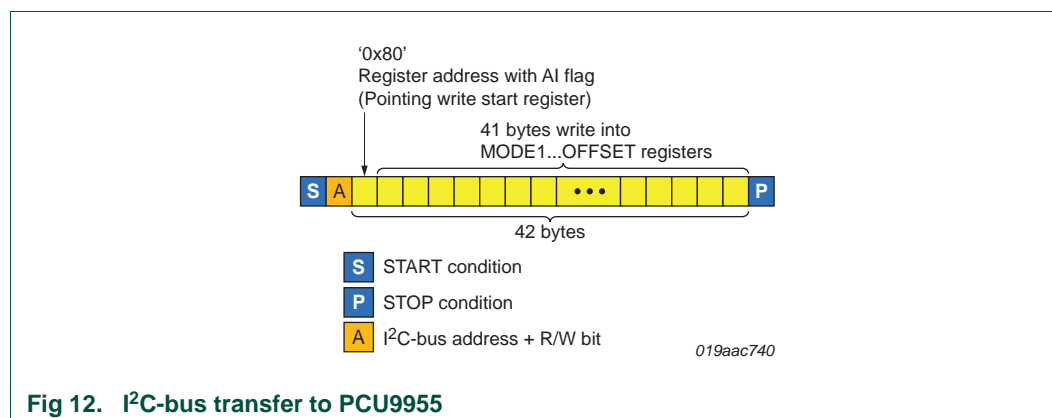 '0x80'
Register address with AI flag
(Pointing write start register)
41 bytes write into
MODE1...OFFSET registers
S A ••• P
42 bytes
S START condition
P STOP condition
A I²C-bus address + R/W bit
019aac740
Fig 12. I²C-bus transfer to PCU9955